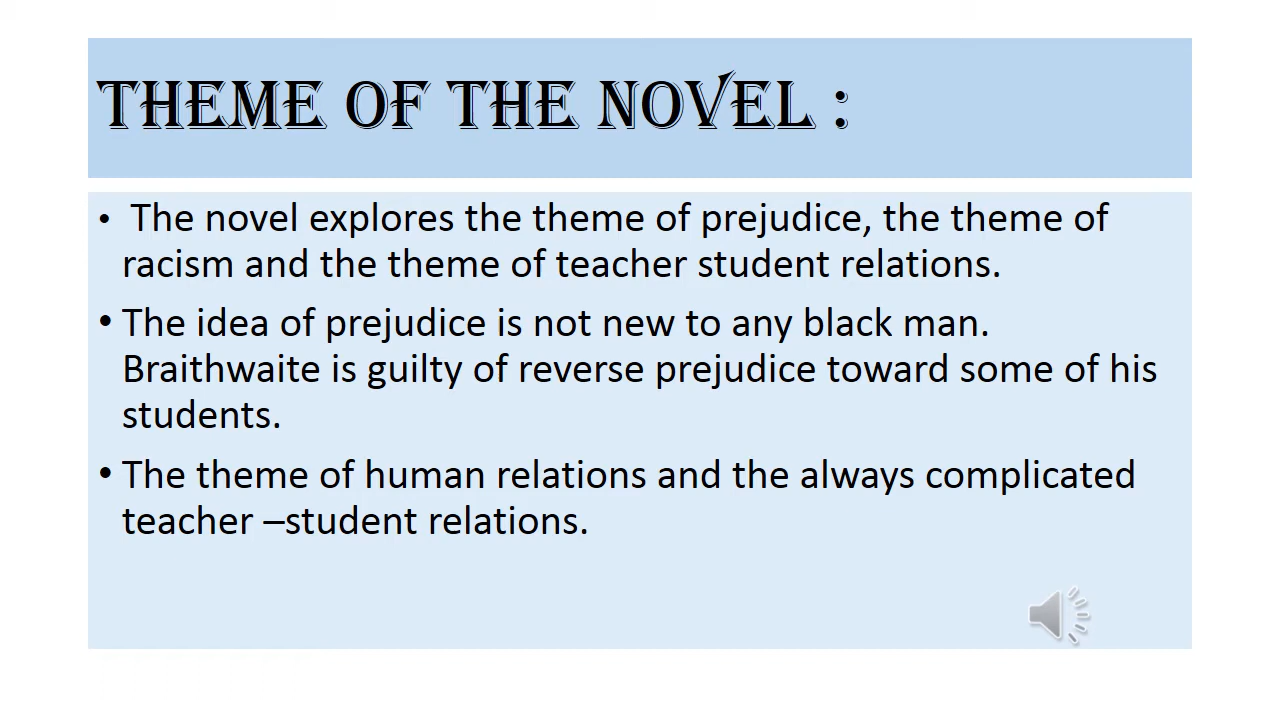 THEME OF THE NOVEL :
• The novel explores the theme of prejudice, the theme of
racism and the theme of teacher student relations.
• The idea of prejudice is not new to any black man.
Braithwaite is guilty of reverse prejudice toward some of his
students.
• The theme of human relations and the always complicated
teacher –student relations.